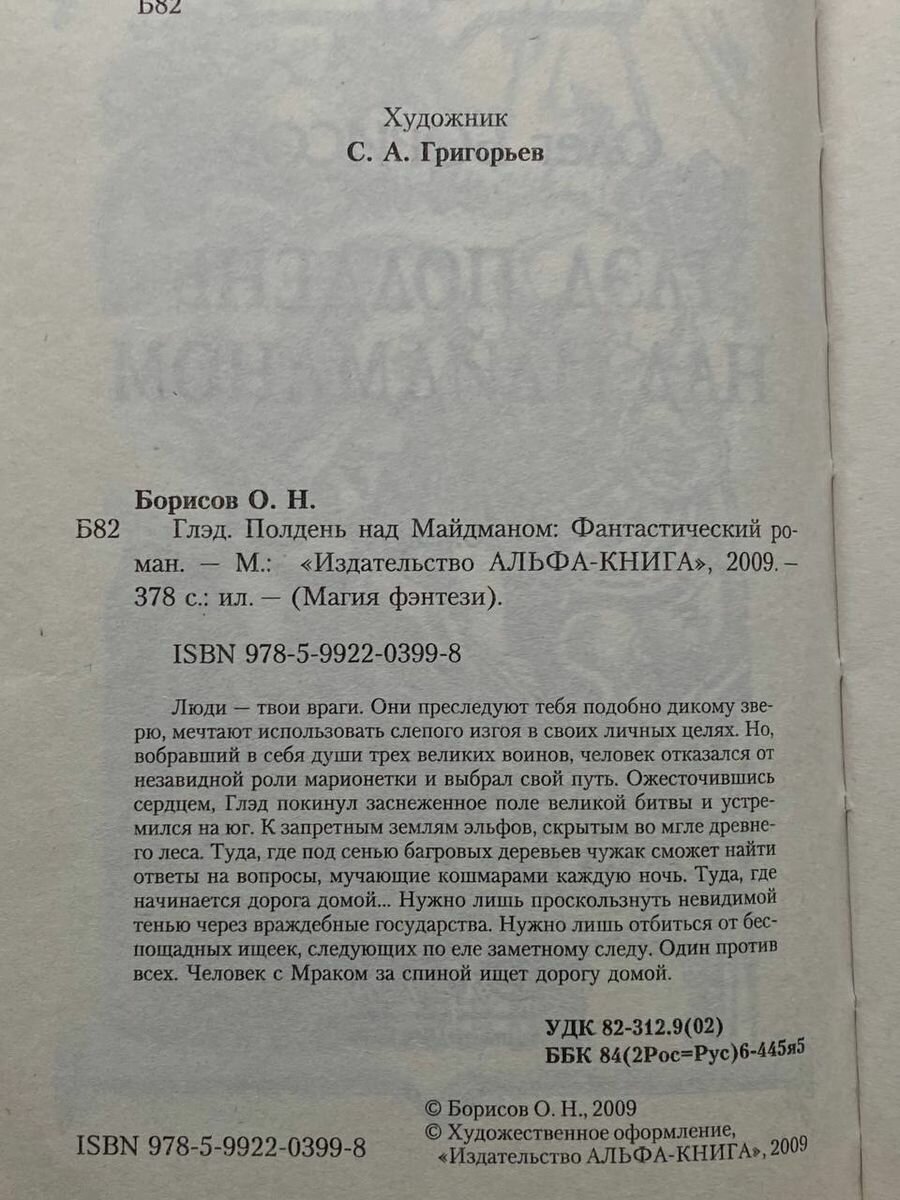 Б82
Художник
С. А. Григорьев
Борисов О. Н.
Б82 Глэд. Полдень над Майдманом: Фантастический ро-
ман. — М.: «Издательство АЛЬФА-КНИГА», 2009. –
378 с.: ил. — (Магия фэнтези).
ISBN 978-5-9922-0399-8
Люди — твои враги. Они преследуют тебя подобно дикому зве-
рю, мечтают использовать слепого изгоя в своих личных целях. Но,
вобравший в себя души трех великих воинов, человек отказался от
незавидной роли марионетки и выбрал свой путь. Ожесточившись
сердцем, Глэд покинул заснеженное поле великой битвы и устре-
мился на юг. К запретным землям эльфов, скрытым во мгле древне-
го леса. Туда, где под сенью багровых деревьев чужак сможет найти
ответы на вопросы, мучающие кошмарами каждую ночь. Туда, где
начинается дорога домой... Нужно лишь проскользнуть невидимой
тенью через враждебные государства. Нужно лишь отбиться от бес-
пощадных ищеек, следующих по еле заметному следу. Один против
всех. Человек с Мраком за спиной ищет дорогу домой.
УДК 82-312.9(02)
ББК 84(2Рос=Рус)6-445я5
© Борисов О. Н., 2009
© Художественное оформление,
ISBN 978-5-9922-0399-8 «Издательство АЛЬФА-КНИГА», 2009